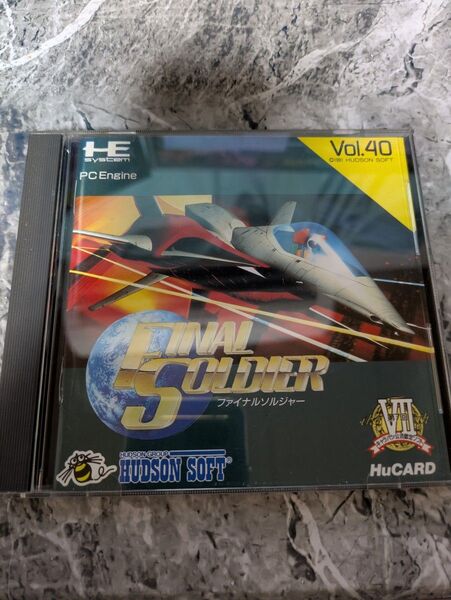 HE
system
PC Engine
Vol.40
©1991 HUDSON SOFT
FINAL
SOLDIER
ファイナルソルジャー
HUDSON GROUP
HUDSON SOFT®
VII
HuCARD